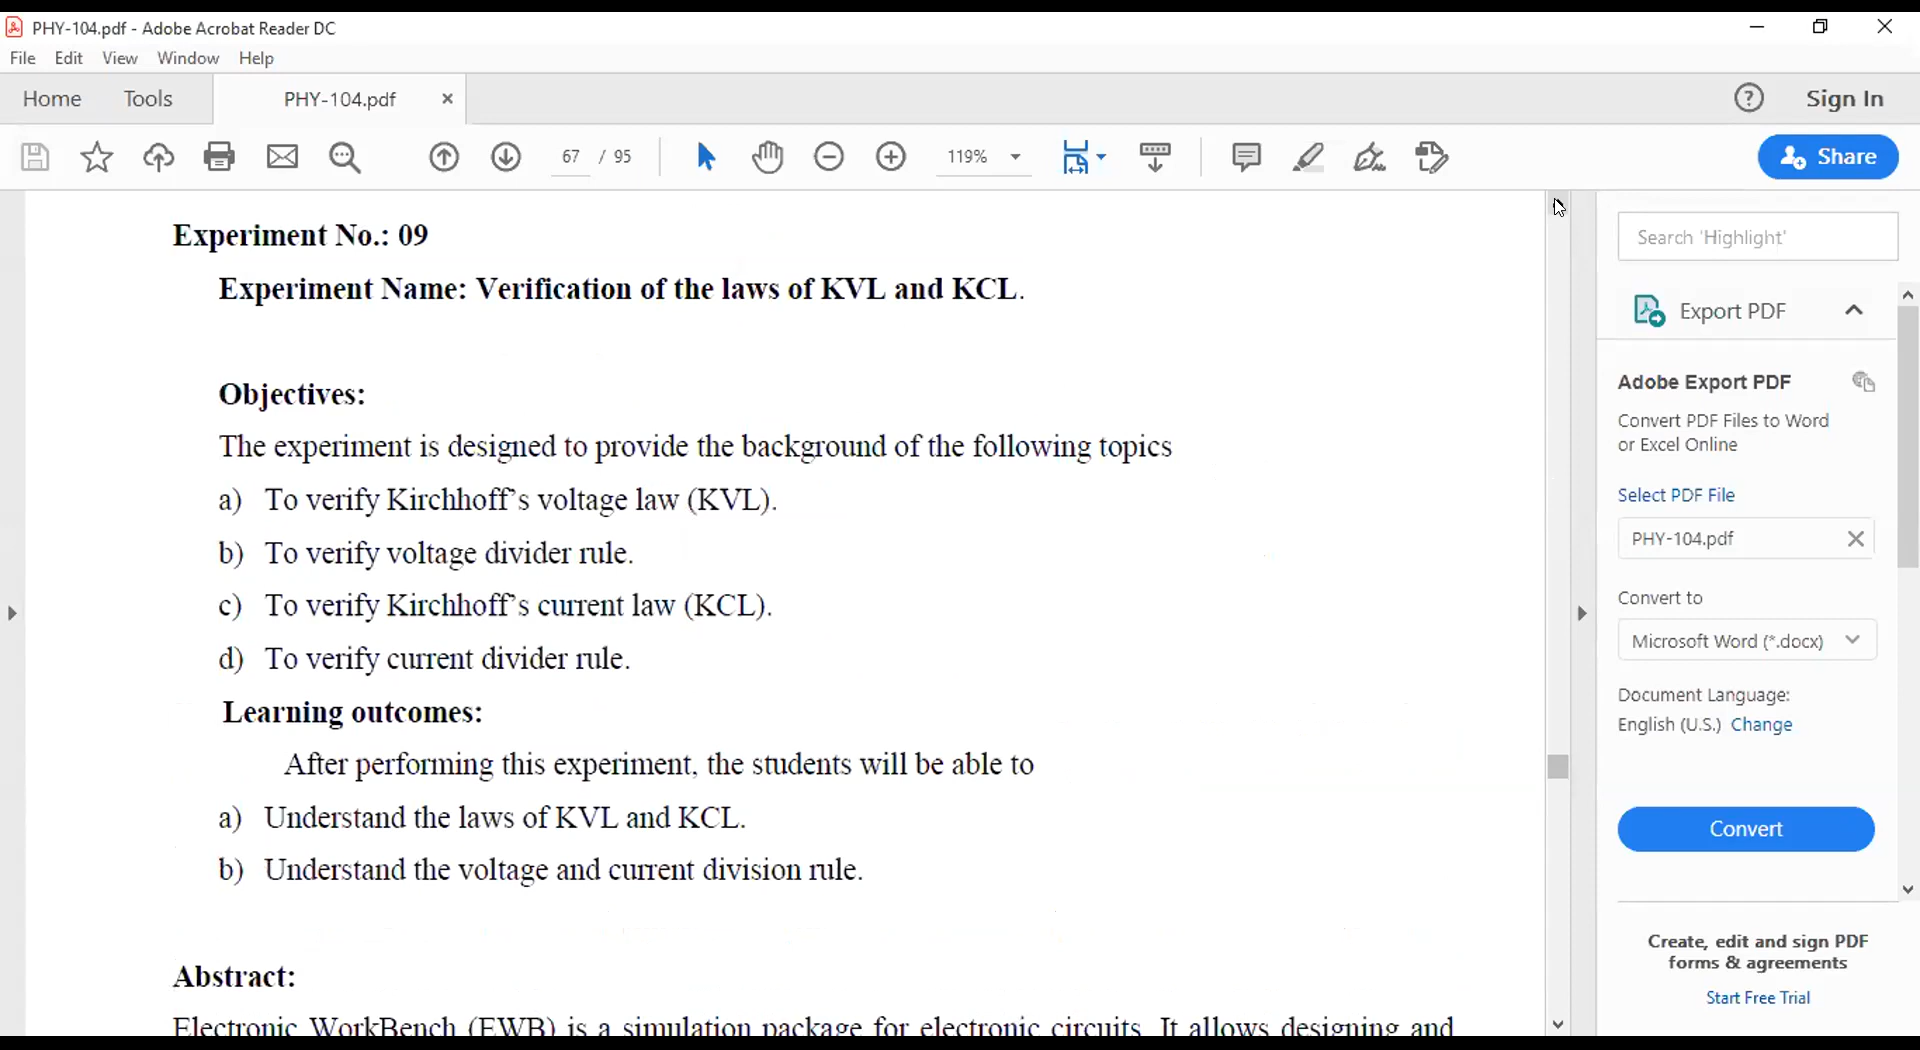 PHY-104.pdf - Adobe Acrobat Reader DC
File Edit View Window Help
Home Tools PHY-104.pdf Sign In
67 / 95 119% Share
Experiment No.: 09
Experiment Name: Verification of the laws of KVL and KCL.
Objectives:
The experiment is designed to provide the background of the following topics
a) To verify Kirchhoff's voltage law (KVL).
b) To verify voltage divider rule.
c) To verify Kirchhoff's current law (KCL).
d) To verify current divider rule.
Learning outcomes:
After performing this experiment, the students will be able to
a) Understand the laws of KVL and KCL.
b) Understand the voltage and current division rule.
Abstract:
Electronic WorkBench (EWB) is a simulation package for electronic circuits. It allows designing and
Search 'Highlight'
Export PDF
Adobe Export PDF
Convert PDF Files to Word
or Excel Online
Select PDF File
PHY-104.pdf
Convert to
Microsoft Word (*.docx)
Document Language:
English (U.S.) Change
Convert
Create, edit and sign PDF
forms & agreements
Start Free Trial